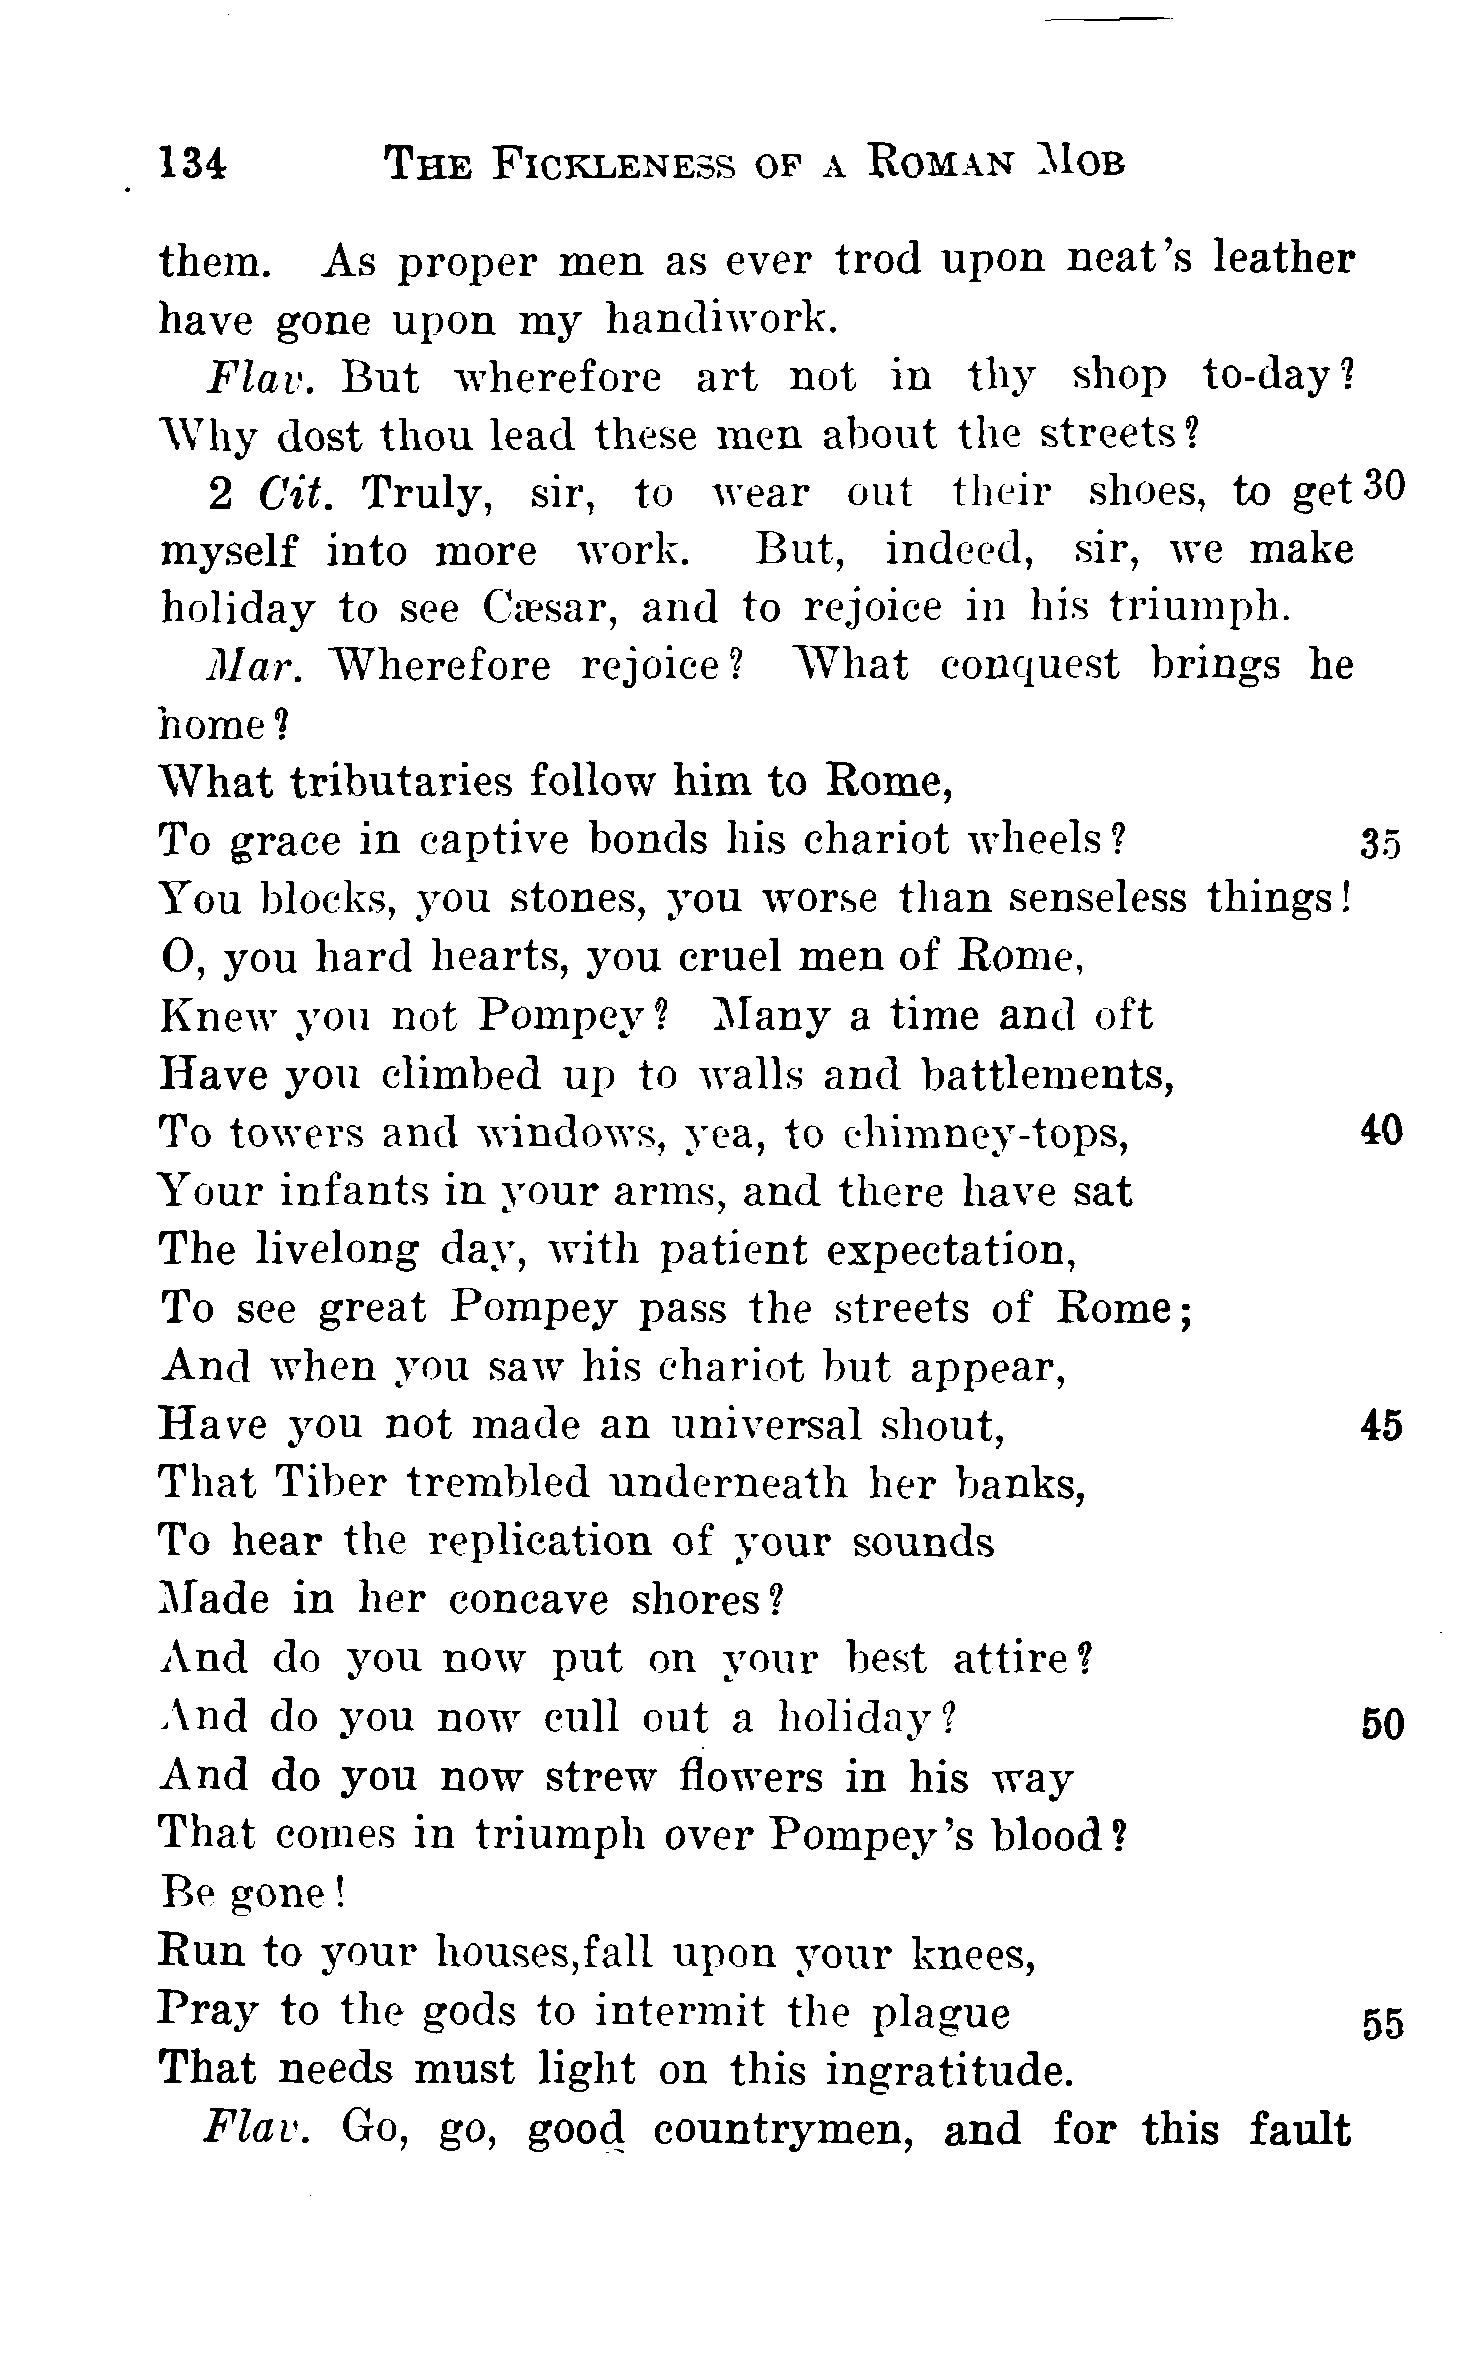 134 The Fickleness of a Roman Mob
them. As proper men as ever trod upon neat's leather
have gone upon my handiwork.
Flav. But wherefore art not in thy shop to-day?
Why dost thou lead these men about the streets?
2 Cit. Truly, sir, to wear out their shoes, to get 30
myself into more work. But, indeed, sir, we make
holiday to see Cæsar, and to rejoice in his triumph.
Mar. Wherefore rejoice? What conquest brings he
home?
What tributaries follow him to Rome,
To grace in captive bonds his chariot wheels? 35
You blocks, you stones, you worse than senseless things!
O, you hard hearts, you cruel men of Rome,
Knew you not Pompey? Many a time and oft
Have you climbed up to walls and battlements,
To towers and windows, yea, to chimney-tops, 40
Your infants in your arms, and there have sat
The livelong day, with patient expectation,
To see great Pompey pass the streets of Rome;
And when you saw his chariot but appear,
Have you not made an universal shout, 45
That Tiber trembled underneath her banks,
To hear the replication of your sounds
Made in her concave shores?
And do you now put on your best attire?
And do you now cull out a holiday? 50
And do you now strew flowers in his way
That comes in triumph over Pompey's blood?
Be gone!
Run to your houses,fall upon your knees,
Pray to the gods to intermit the plague 55
That needs must light on this ingratitude.
Flav. Go, go, good countrymen, and for this fault